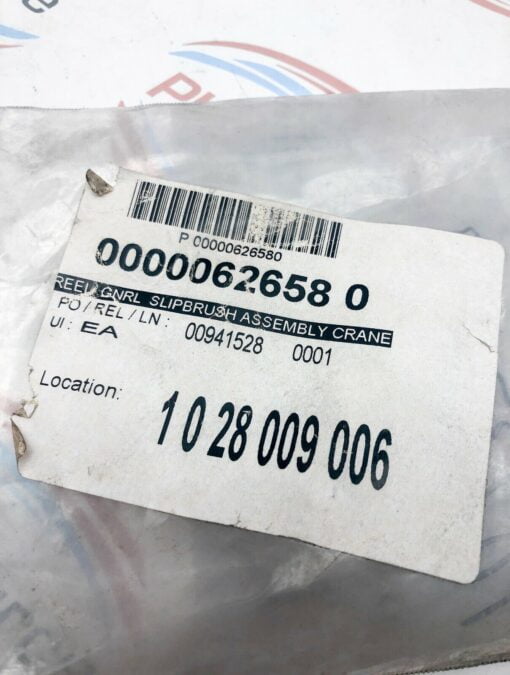 P 00000626580
0000062658 0
REEL GNRL SLIPBRUSH ASSEMBLY CRANE
PO / REL / LN : 00941528 0001
UI : EA
Location:
1 0 28 009 006